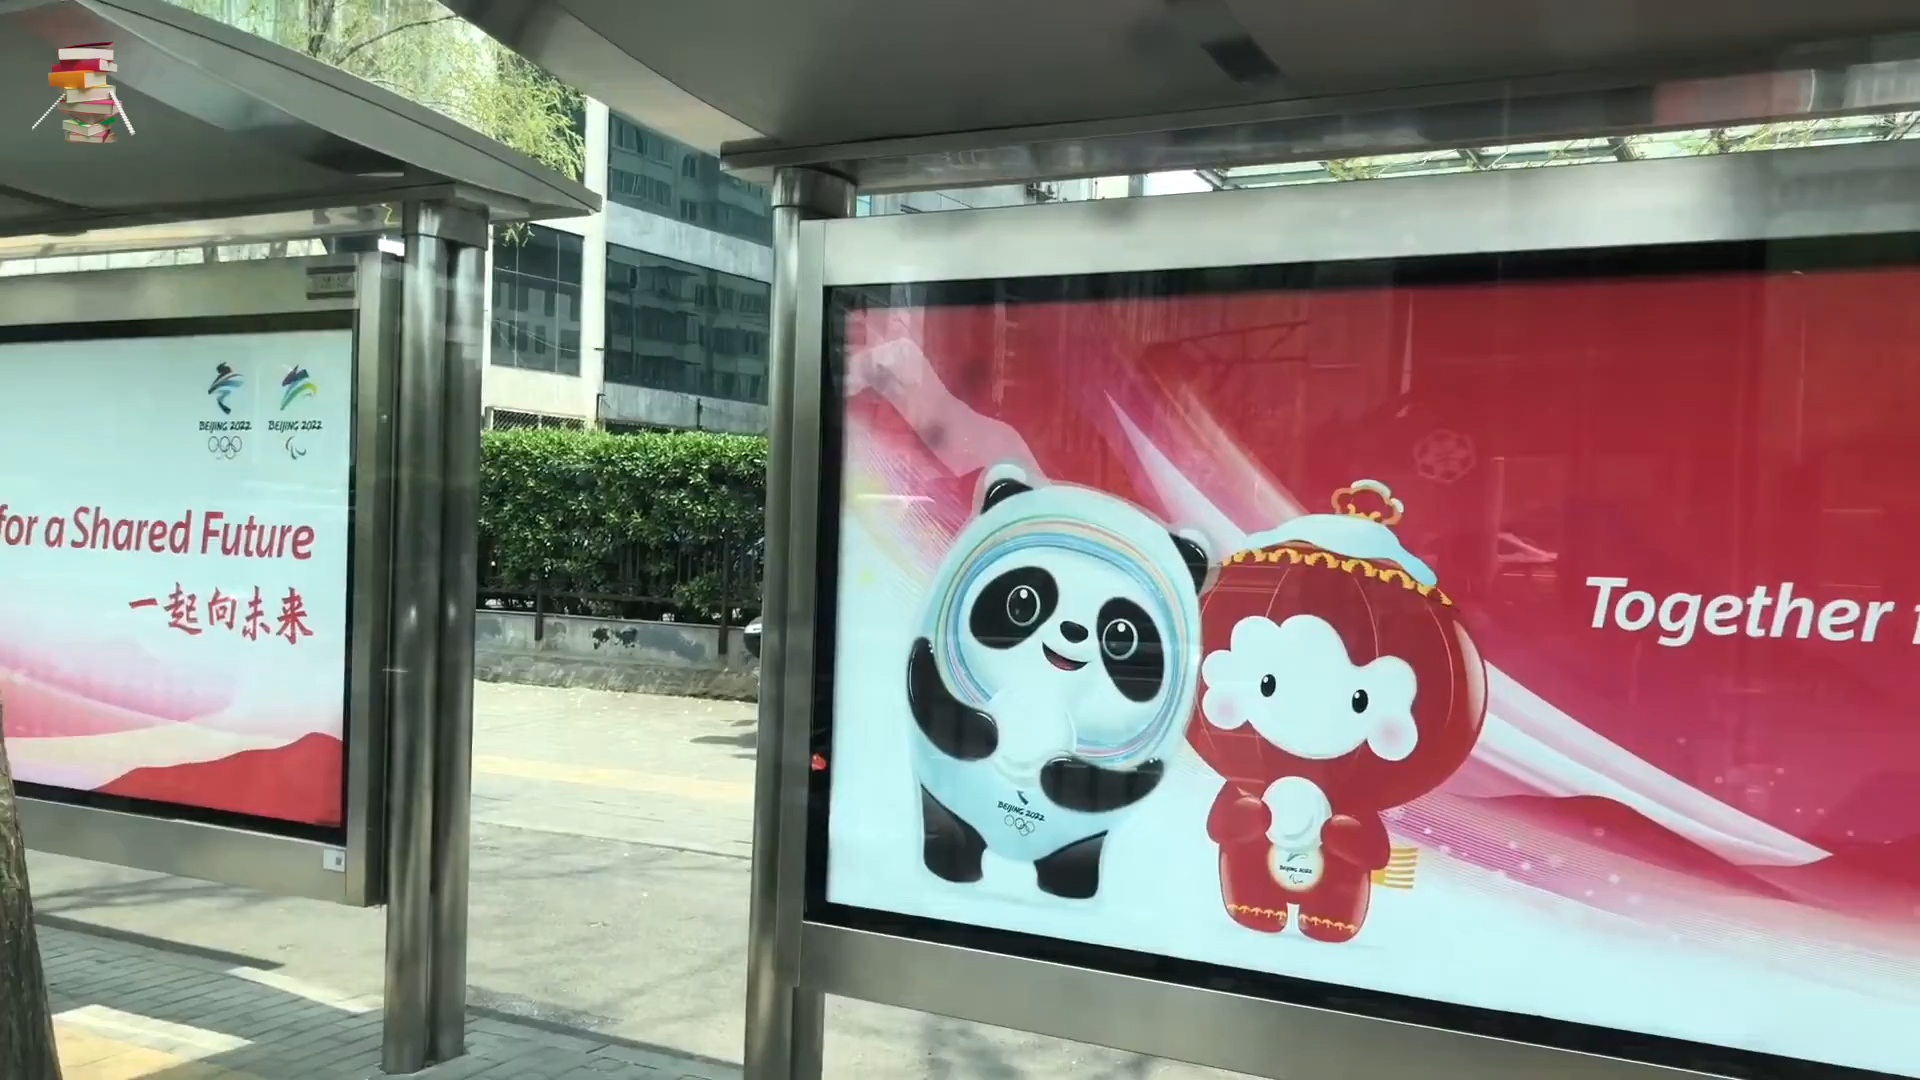 BEIJING 2022
BEIJING 2022
for a Shared Future
一起向未来
Together f
BEIJING 2022
BEIJING 2022